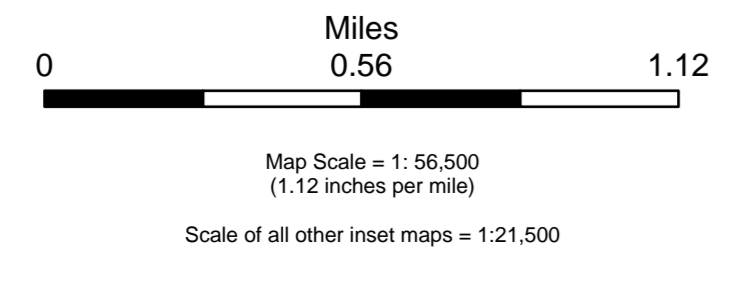 Miles
0 0.56 1.12
Map Scale = 1: 56,500
(1.12 inches per mile)
Scale of all other inset maps = 1:21,500